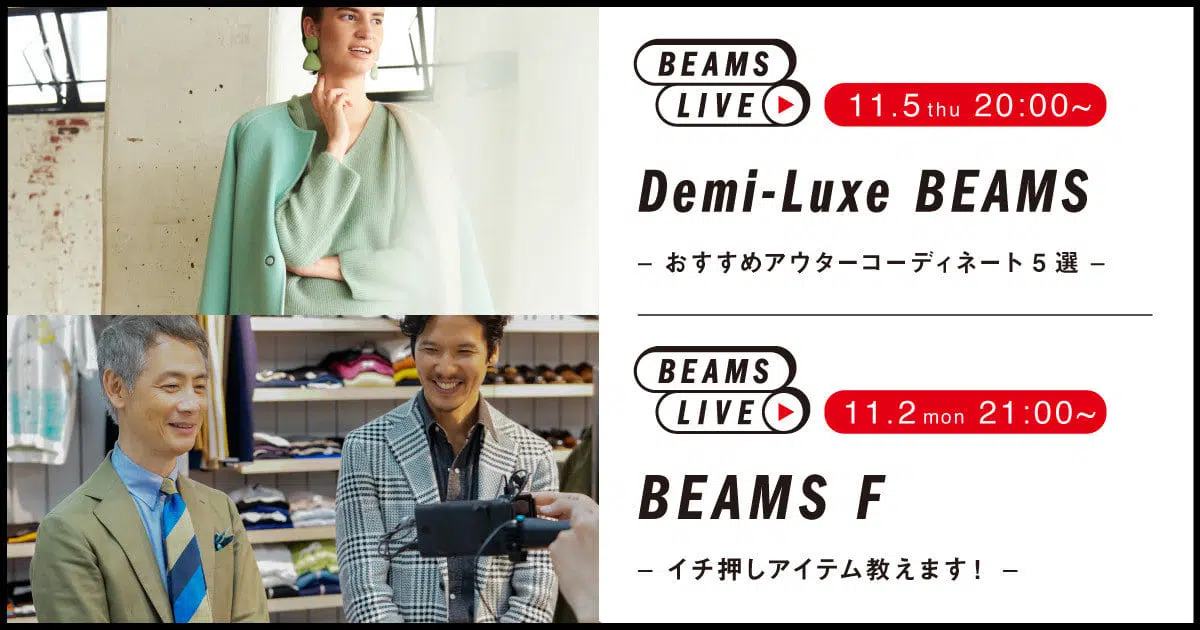 BEAMS
LIVE
11.5 thu 20:00~
Demi-Luxe BEAMS
– おすすめアウターコーディネート5選 –
BEAMS
LIVE
11.2 mon 21:00~
BEAMS F
– イチ押しアイテム教えます! –